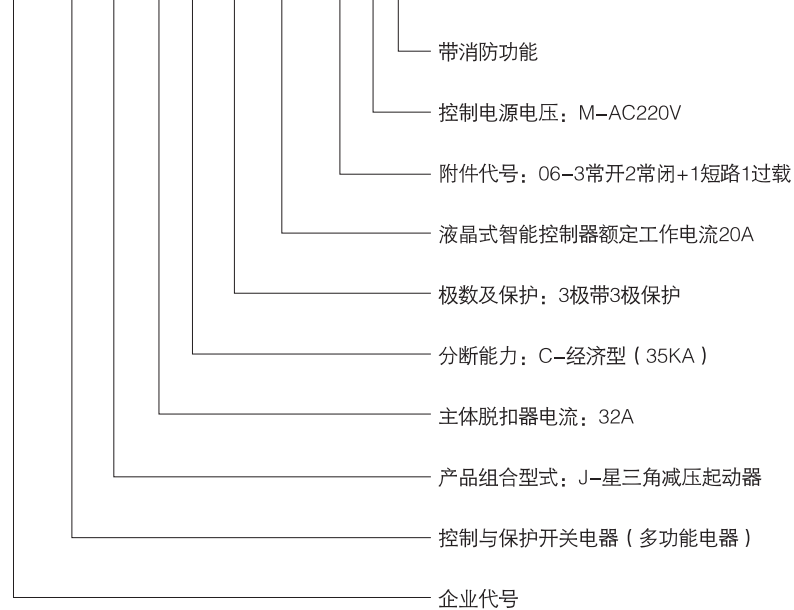 带消防功能
控制电源电压：M-AC220V
附件代号：06-3常开2常闭+1短路1过载
液晶式智能控制器额定工作电流20A
极数及保护：3极带3极保护
分断能力：C-经济型（35KA）
主体脱扣器电流：32A
产品组合型式：J-星三角减压起动器
控制与保护开关电器（多功能电器）
企业代号